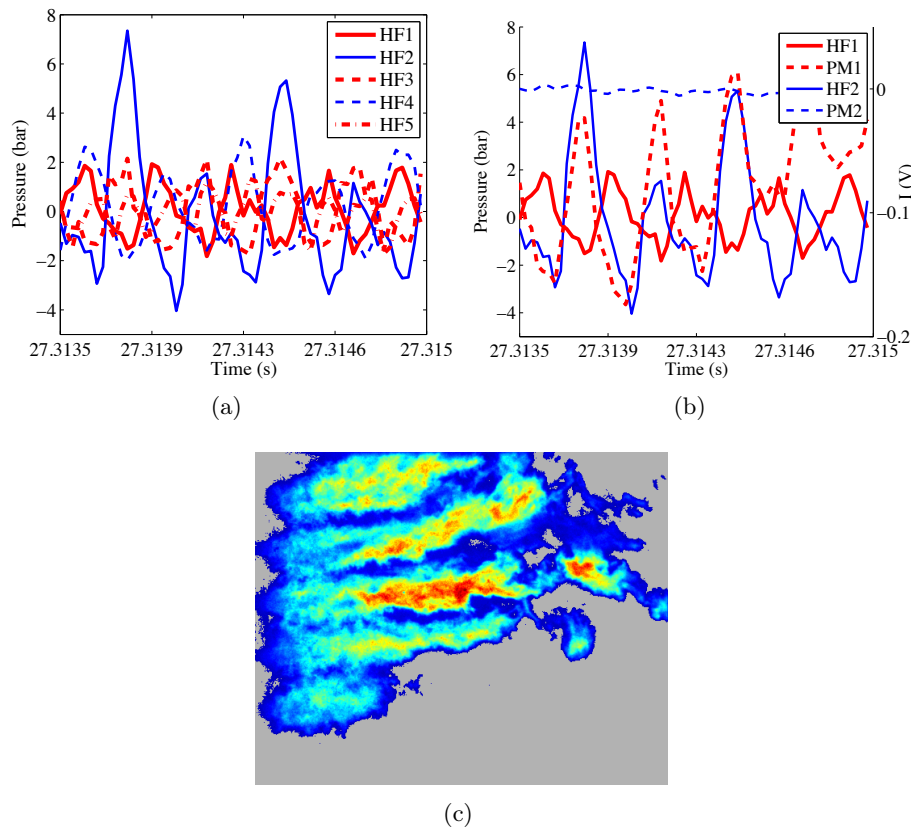 (a)
Pressure (bar)
8
6
4
2
0
−2
−4
27.3135
27.3139
27.3143
27.3146
27.315
Time (s)
HF1
HF2
HF3
HF4
HF5
(b)
Pressure (bar)
8
6
4
2
0
−2
−4
27.3135
27.3139
27.3143
27.3146
27.315
Time (s)
HF1
PM1
HF2
PM2
0
−0.1
−0.2
I (V)
(c)